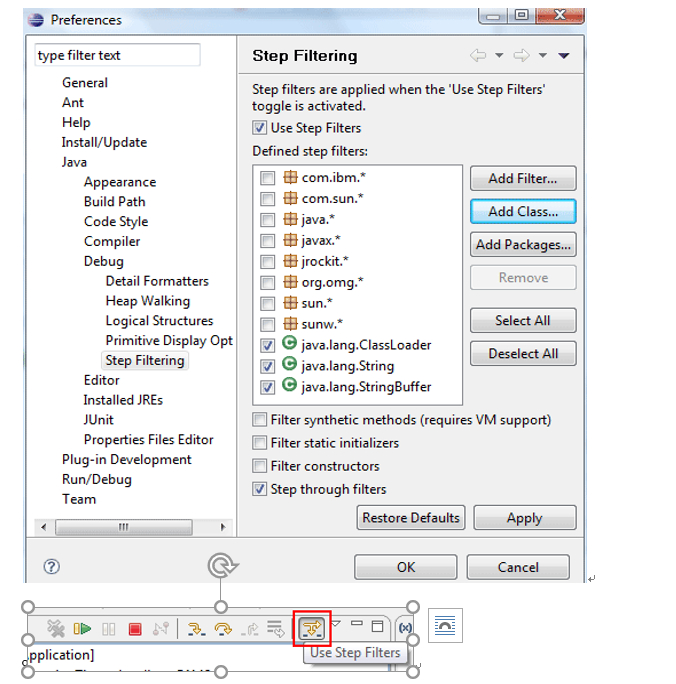 Preferences
type filter text
General
Ant
Help
Install/Update
Java
Appearance
Build Path
Code Style
Compiler
Debug
Detail Formatters
Heap Walking
Logical Structures
Primitive Display Opt
Step Filtering
Editor
Installed JREs
JUnit
Properties Files Editor
Plug-in Development
Run/Debug
Team
Step Filtering
Step filters are applied when the 'Use Step Filters'
toggle is activated.
Use Step Filters
Defined step filters:
com.ibm.*
com.sun.*
java.*
javax.*
jrockit.*
org.omg.*
sun.*
sunw.*
java.lang.ClassLoader
java.lang.String
java.lang.StringBuffer
Add Filter...
Add Class...
Add Packages...
Remove
Select All
Deselect All
Filter synthetic methods (requires VM support)
Filter static initializers
Filter constructors
Step through filters
Restore Defaults
Apply
OK
Cancel
pplication]
Use Step Filters